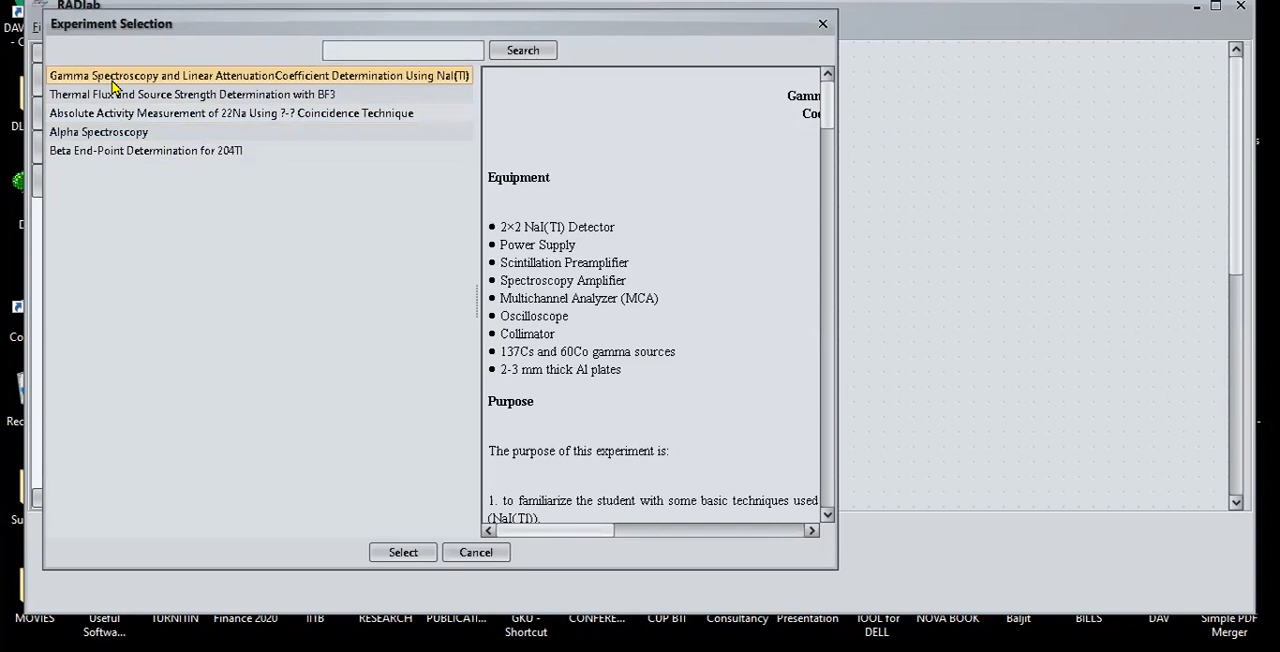 RADlab
Experiment Selection
Search
Gamma Spectroscopy and Linear AttenuationCoefficient Determination Using NaI(Tl)
Thermal Flux and Source Strength Determination with BF3
Absolute Activity Measurement of 22Na Using ?-? Coincidence Technique
Alpha Spectroscopy
Beta End-Point Determination for 204Tl
Equipment
• 2×2 NaI(Tl) Detector
• Power Supply
• Scintillation Preamplifier
• Spectroscopy Amplifier
• Multichannel Analyzer (MCA)
• Oscilloscope
• Collimator
• 137Cs and 60Co gamma sources
• 2-3 mm thick Al plates
Purpose
The purpose of this experiment is:
1. to familiarize the student with some basic techniques used
(NaI(Tl)).
Select
Cancel
MOVIES
Useful
Softwa...
TURNITIN
Finance 2020
IITB
RESEARCH
PUBLICATI...
GKU -
Shortcut
CONFERE...
CUP BTI
Consultancy
Presentation
TOOL for
DELL
NOVA BOOK
Baljit
BILLS
DAV
Simple PDF
Merger